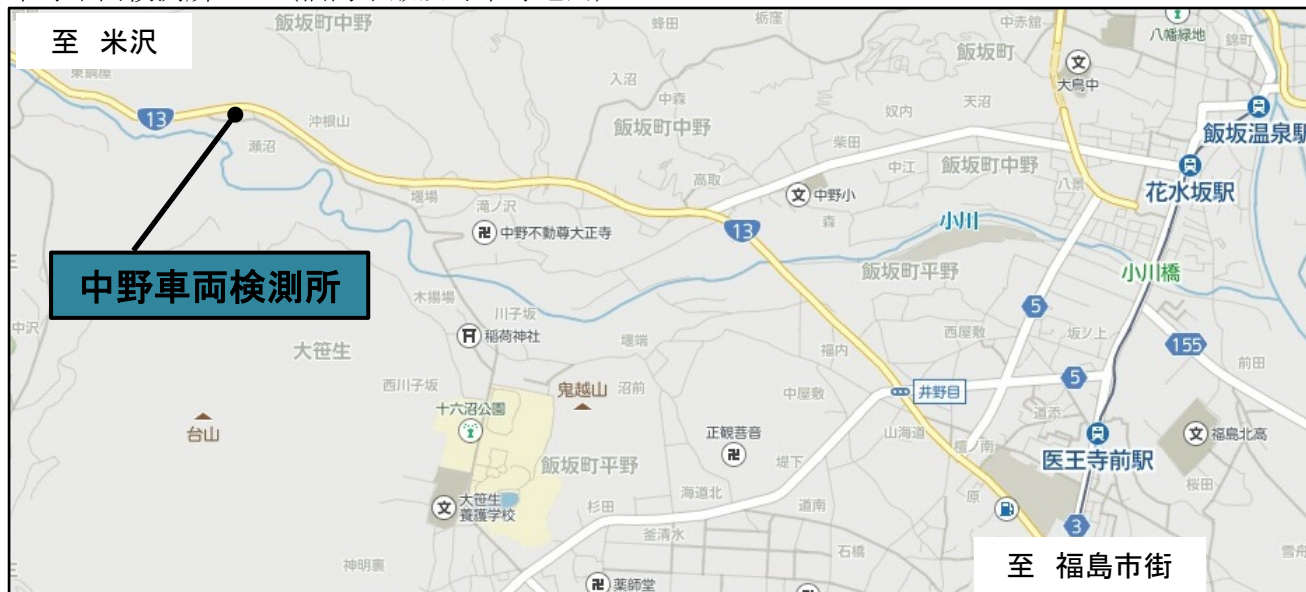 至 米沢
飯坂町中野
蜂田
栃窪
中赤舘
八幡緑地
錦町
飯坂町
大鳥中
入沼
中森
奴内
天沼
13
沖根山
飯坂町中野
柴田
飯坂温泉駅
瀬沼
中江
飯坂町中野
花水坂駅
高取
中野小
八景
堰場
滝ノ沢
森
小川
13
中野不動尊大正寺
飯坂町平野
小川橋
中野車両検測所
木揚場
川子坂
5
中沢
稲荷神社
堰端
福内
西屋敷
坂ノ上
155
大笹生
前田
西川子坂
鬼越山
沼前
中屋敷
井野目
5
十六沼公園
道添
台山
正観菩音
山海道
檀ノ南
医王寺前駅
福島北高
飯坂町平野
堤下
大笹生
養護学校
杉田
海道北
道南
原
桜田
釜清水
3
石橋
神明裏
薬師堂
至 福島市街
雪舟